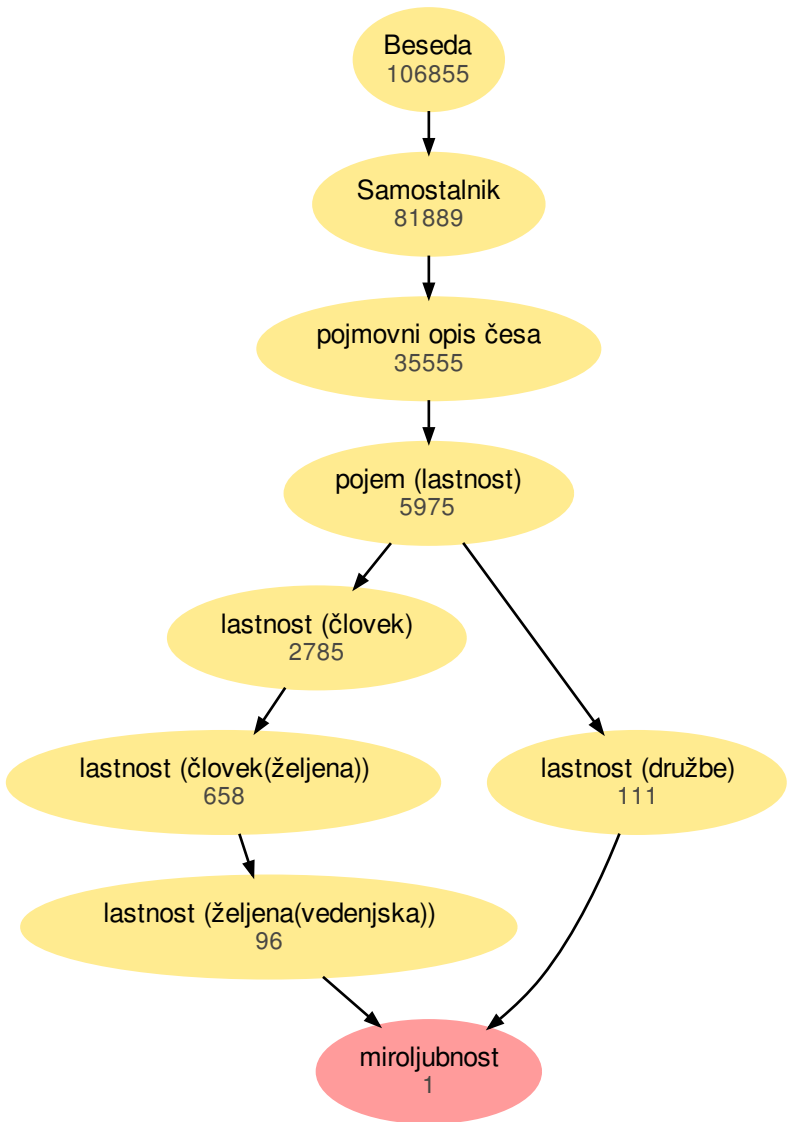 Beseda
106855
Samostalnik
81889
pojmovni opis česa
35555
pojem (lastnost)
5975
lastnost (človek)
2785
lastnost (človek(željena))
658
lastnost (družbe)
111
lastnost (željena(vedenjska))
96
miroljubnost
1